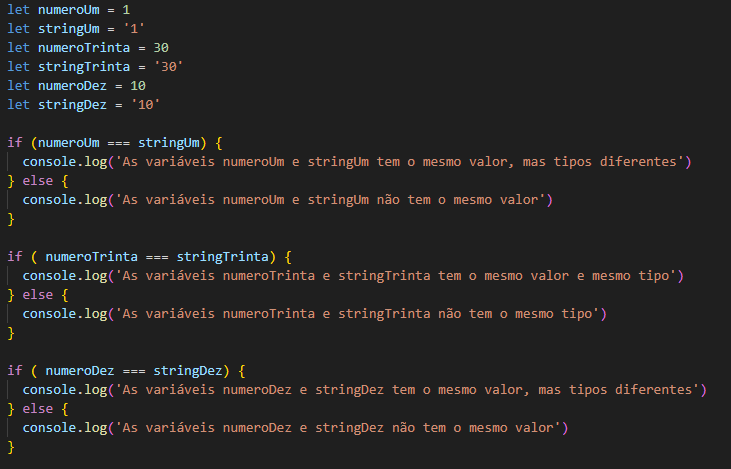 let numeroUm = 1
let stringUm = '1'
let numeroTrinta = 30
let stringTrinta = '30'
let numeroDez = 10
let stringDez = '10'

if (numeroUm === stringUm) {
  console.log('As variáveis numeroUm e stringUm tem o mesmo valor, mas tipos diferentes')
} else {
  console.log('As variáveis numeroUm e stringUm não tem o mesmo valor')
}

if ( numeroTrinta === stringTrinta) {
  console.log('As variáveis numeroTrinta e stringTrinta tem o mesmo valor e mesmo tipo')
} else {
  console.log('As variáveis numeroTrinta e stringTrinta não tem o mesmo tipo')
}

if ( numeroDez === stringDez) {
  console.log('As variáveis numeroDez e stringDez tem o mesmo valor, mas tipos diferentes')
} else {
  console.log('As variáveis numeroDez e stringDez não tem o mesmo valor')
}